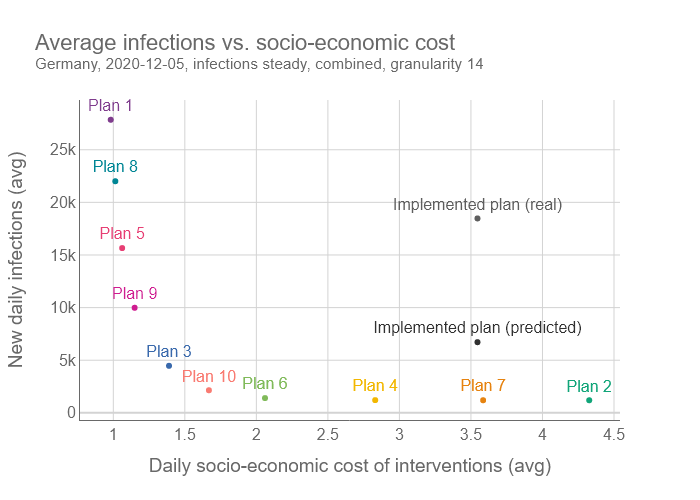 Average infections vs. socio-economic cost
Germany, 2020-12-05, infections steady, combined, granularity 14
New daily infections (avg)
Plan 1
25k
Plan 8
20k
Implemented plan (real)
Plan 5
15k
Plan 9
10k
Implemented plan (predicted)
Plan 3
5k
Plan 10
Plan 6
Plan 4
Plan 7
Plan 2
0
1 1.5 2 2.5 3 3.5 4 4.5
Daily socio-economic cost of interventions (avg)